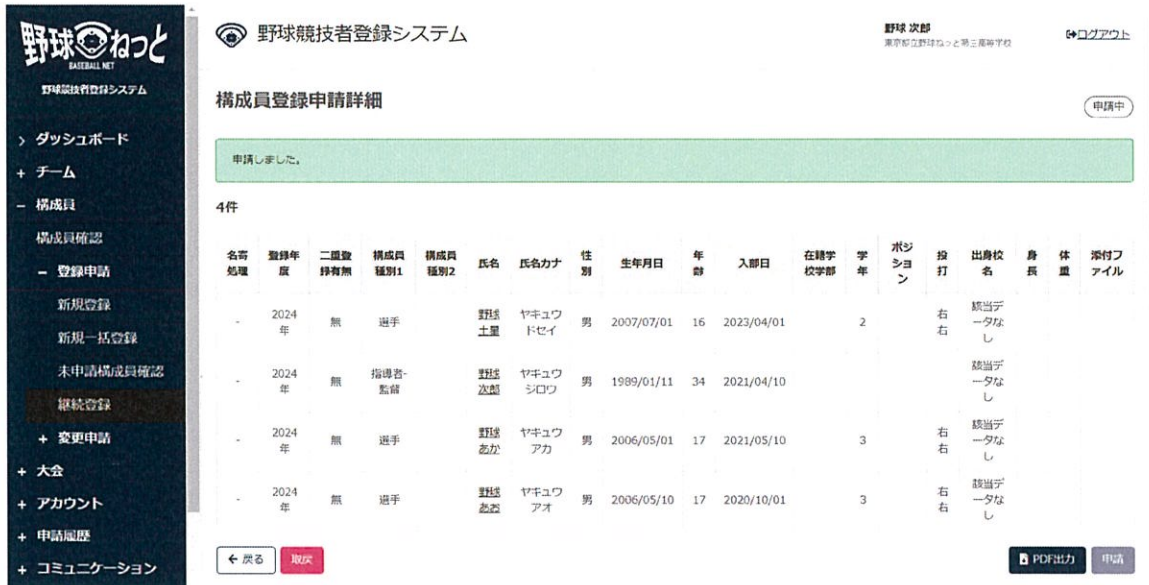 野球ねっと
BASEBALL NET
野球競技者登録システム
> ダッシュボード
+ チーム
− 構成員
構成員確認
− 登録申請
新規登録
新規一括登録
未申請構成員確認
継続登録
+ 変更申請
+ 大会
+ アカウント
+ 申請履歴
+ コミュニケーション
野球競技者登録システム
野球 次郎
東京都立野球ねっと第三高等学校
ログアウト
構成員登録申請詳細
申請中
申請しました。
4件
名寄処理 登録年度 二重登録有無 構成員種別1 構成員種別2 氏名 氏名カナ 性別 生年月日 年齢 入部日 在籍学校学部 学年 ポジション 投打 出身校名 身長 体重 添付ファイル
- 2024年 無 選手 野球土星 ヤキュウドセイ 男 2007/07/01 16 2023/04/01 2 右右 該当データなし
- 2024年 無 指導者-監督 野球次郎 ヤキュウジロウ 男 1989/01/11 34 2021/04/10 該当データなし
- 2024年 無 選手 野球あか ヤキュウアカ 男 2006/05/01 17 2021/05/10 3 右右 該当データなし
- 2024年 無 選手 野球あお ヤキュウアオ 男 2006/05/10 17 2020/10/01 3 右右 該当データなし
← 戻る
取戻
PDF出力
申請